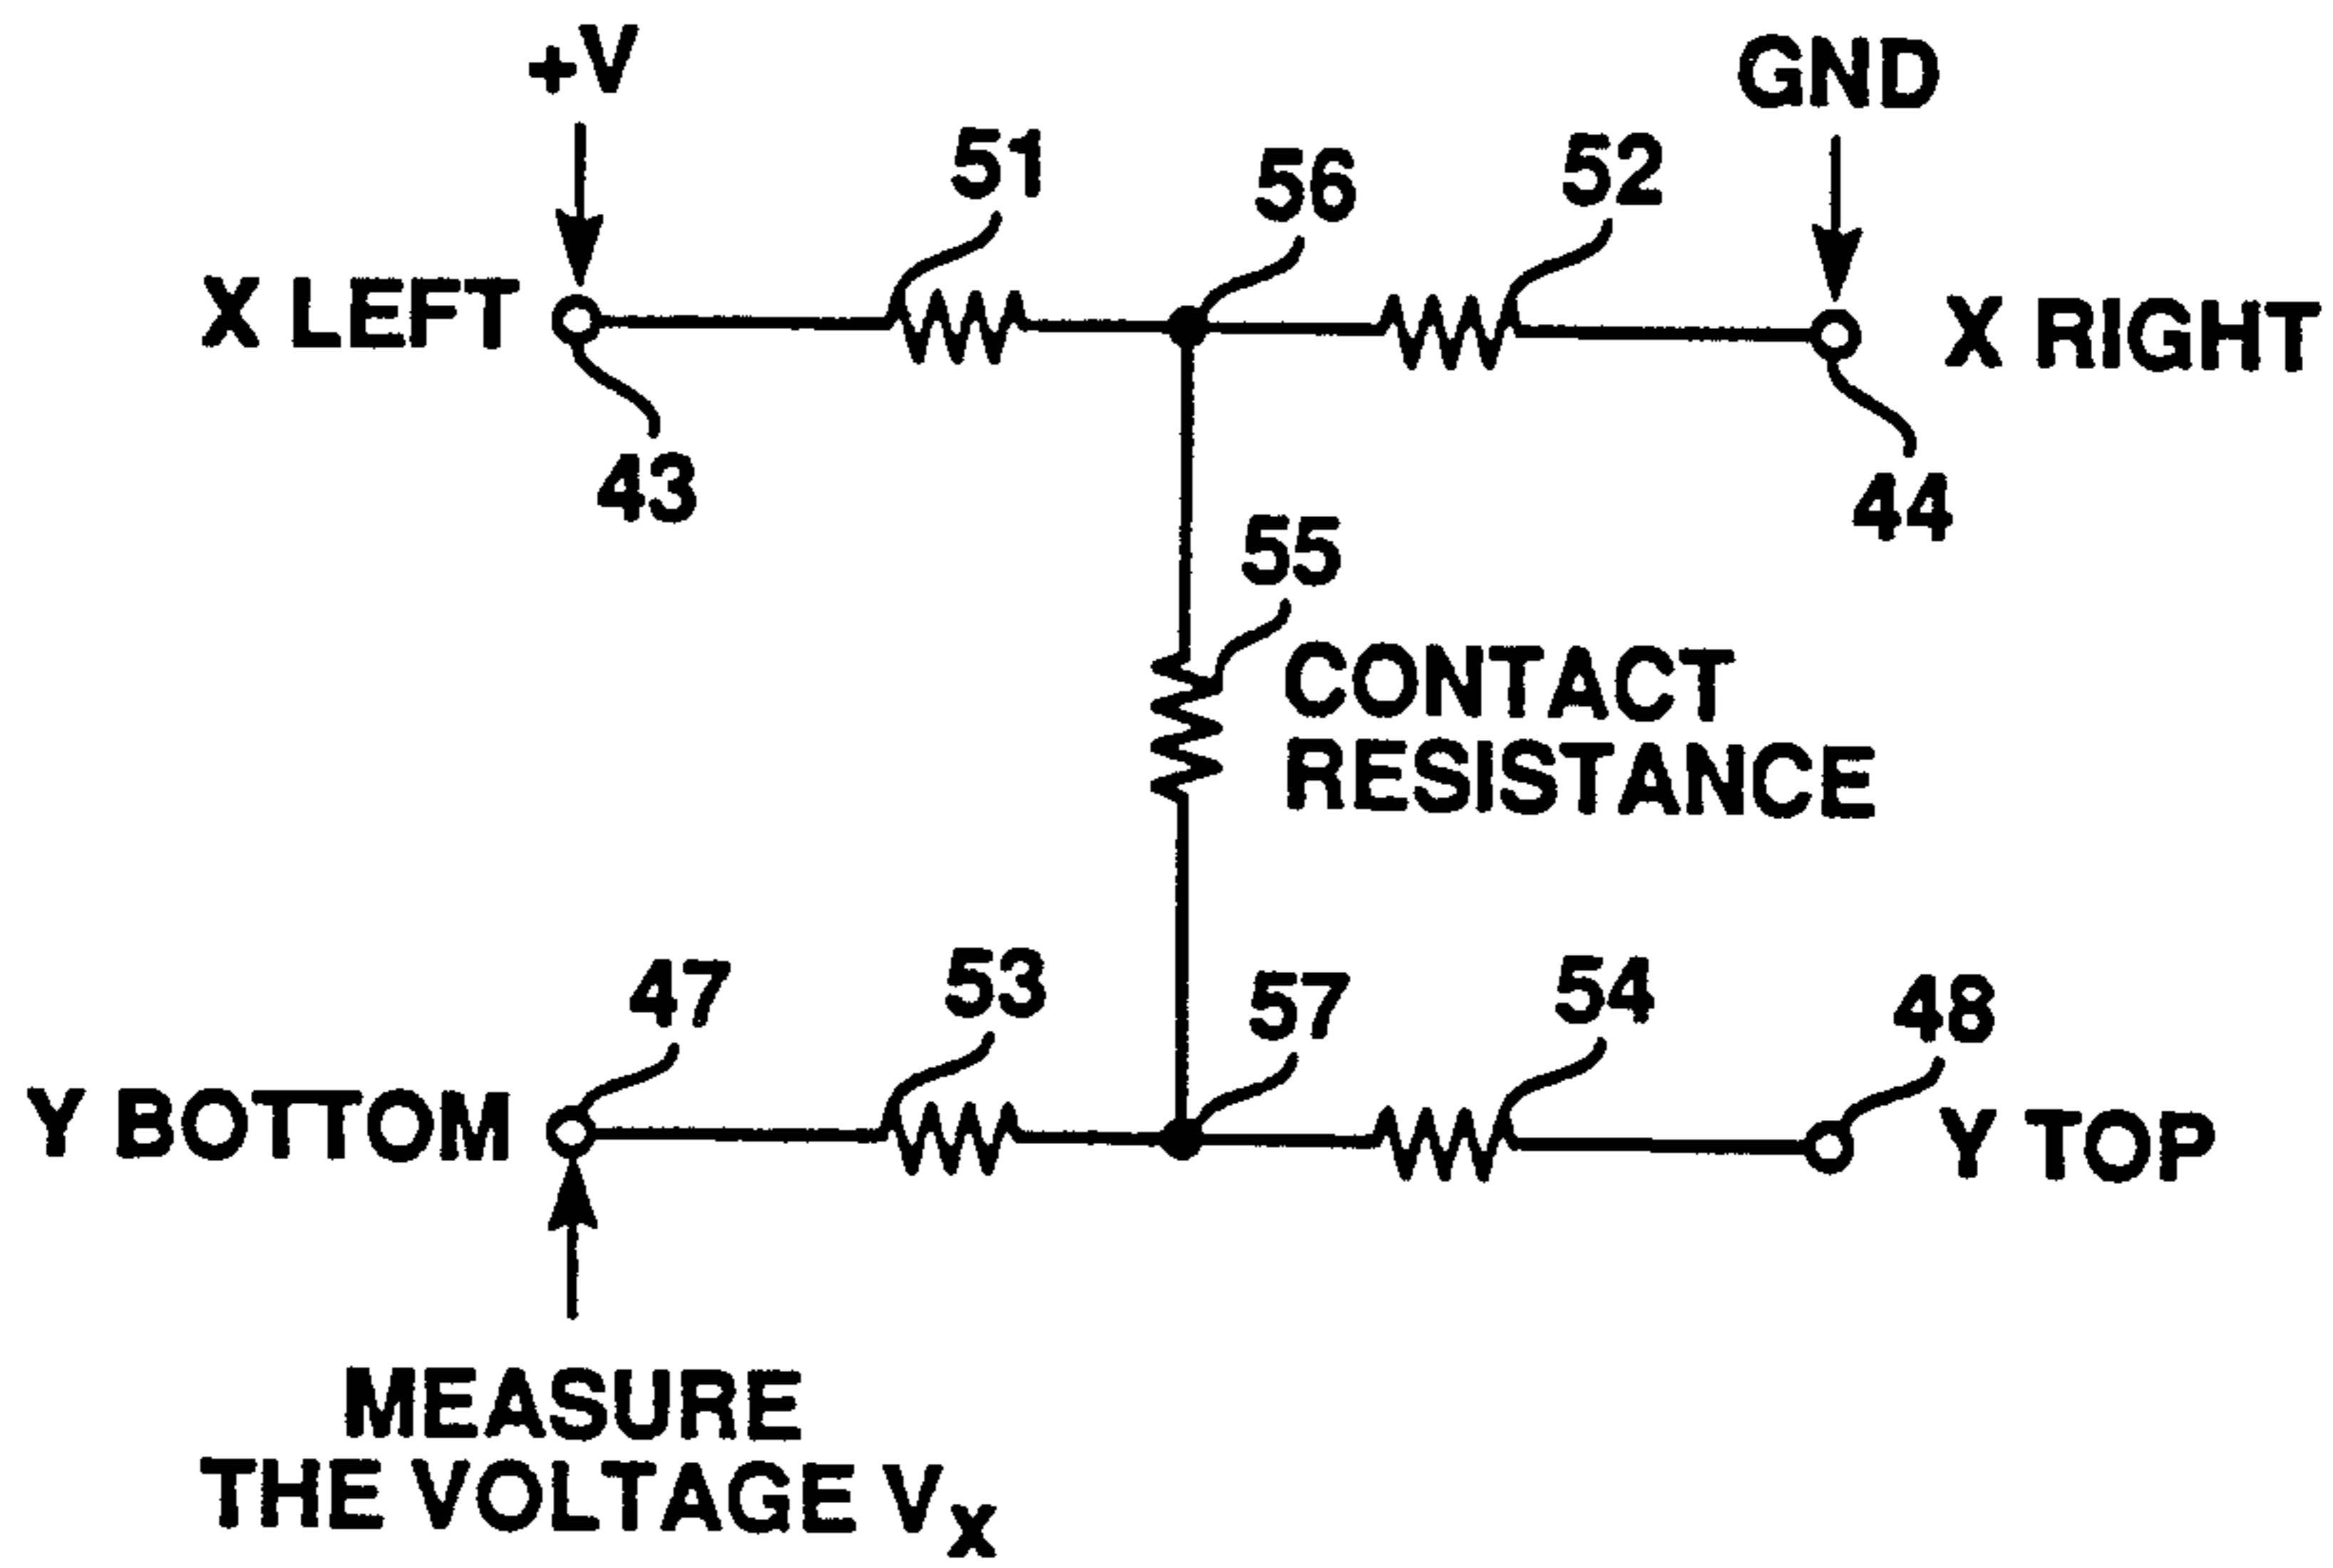 +V
GND
51
56
52
X LEFT
X RIGHT
43
44
55
CONTACT
RESISTANCE
47
53
57
54
48
Y BOTTOM
Y TOP
MEASURE
THE VOLTAGE VX